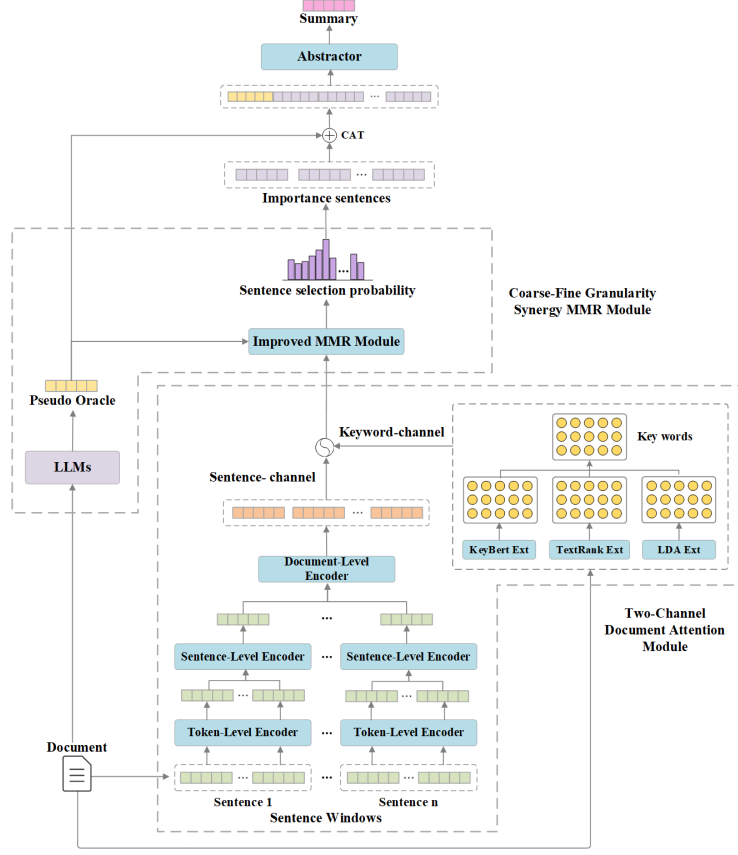 Summary
Abstractor
...
CAT
...
Importance sentences
...
Sentence selection probability
Coarse-Fine Granularity
Synergy MMR Module
Improved MMR Module
Pseudo Oracle
LLMs
Keyword-channel
Key words
Sentence- channel
...
KeyBert Ext
TextRank Ext
LDA Ext
Document-Level
Encoder
Two-Channel
Document Attention
Module
...
Sentence-Level Encoder
...
Sentence-Level Encoder
...
...
Token-Level Encoder
...
Token-Level Encoder
Document
...
...
...
Sentence 1
Sentence n
Sentence Windows